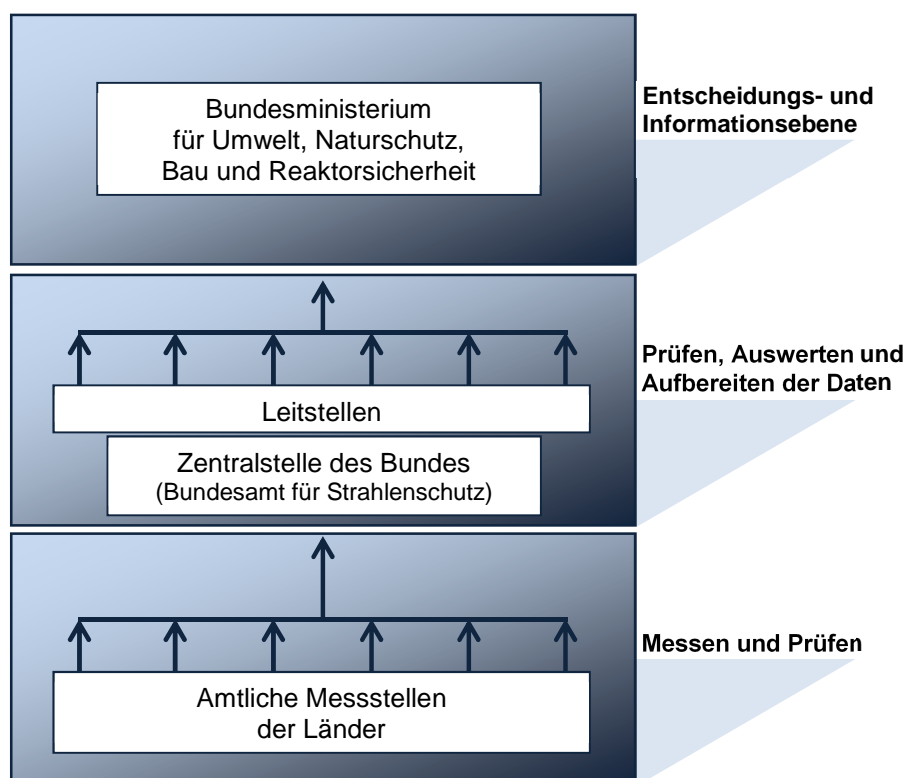 Bundesministerium
für Umwelt, Naturschutz,
Bau und Reaktorsicherheit
Entscheidungs- und
Informationsebene
Prüfen, Auswerten und
Aufbereiten der Daten
Leitstellen
Zentralstelle des Bundes
(Bundesamt für Strahlenschutz)
Messen und Prüfen
Amtliche Messstellen
der Länder